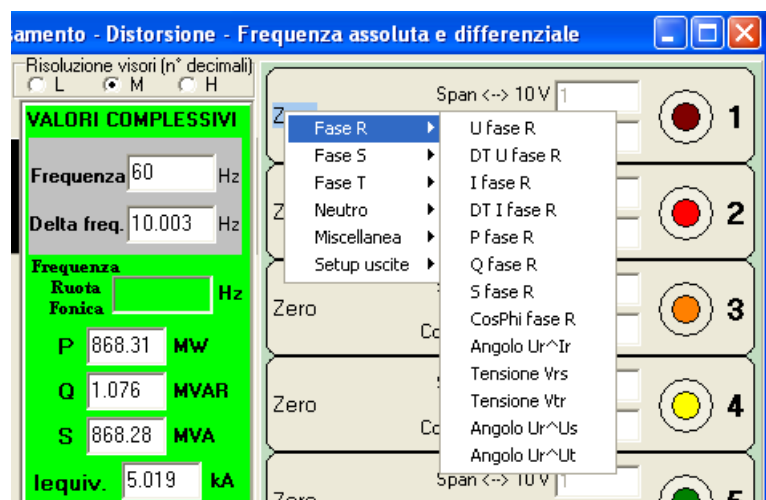 amento - Distorsione - Frequenza assoluta e differenziale
Risoluzione visori (n° decimali)
L M H
VALORI COMPLESSIVI
Frequenza 60 Hz
Delta freq. 10.003 Hz
Frequenza
Ruota
Fonica
Hz
P 868.31 MW
Q 1.076 MVAR
S 868.28 MVA
Iequiv. 5.019 kA
Span <--> 10 V 1
1
Fase R
Fase S
Fase T
Neutro
Miscellanea
Setup uscite
U fase R
DT U fase R
I fase R
DT I fase R
P fase R
Q fase R
S fase R
CosPhi fase R
Angolo Ur^Ir
Tensione Vrs
Tensione Vtr
Angolo Ur^Us
Angolo Ur^Ut
2
Zero
Co
3
Zero
Co
4
Zero
Span <--> 10 V 1
5